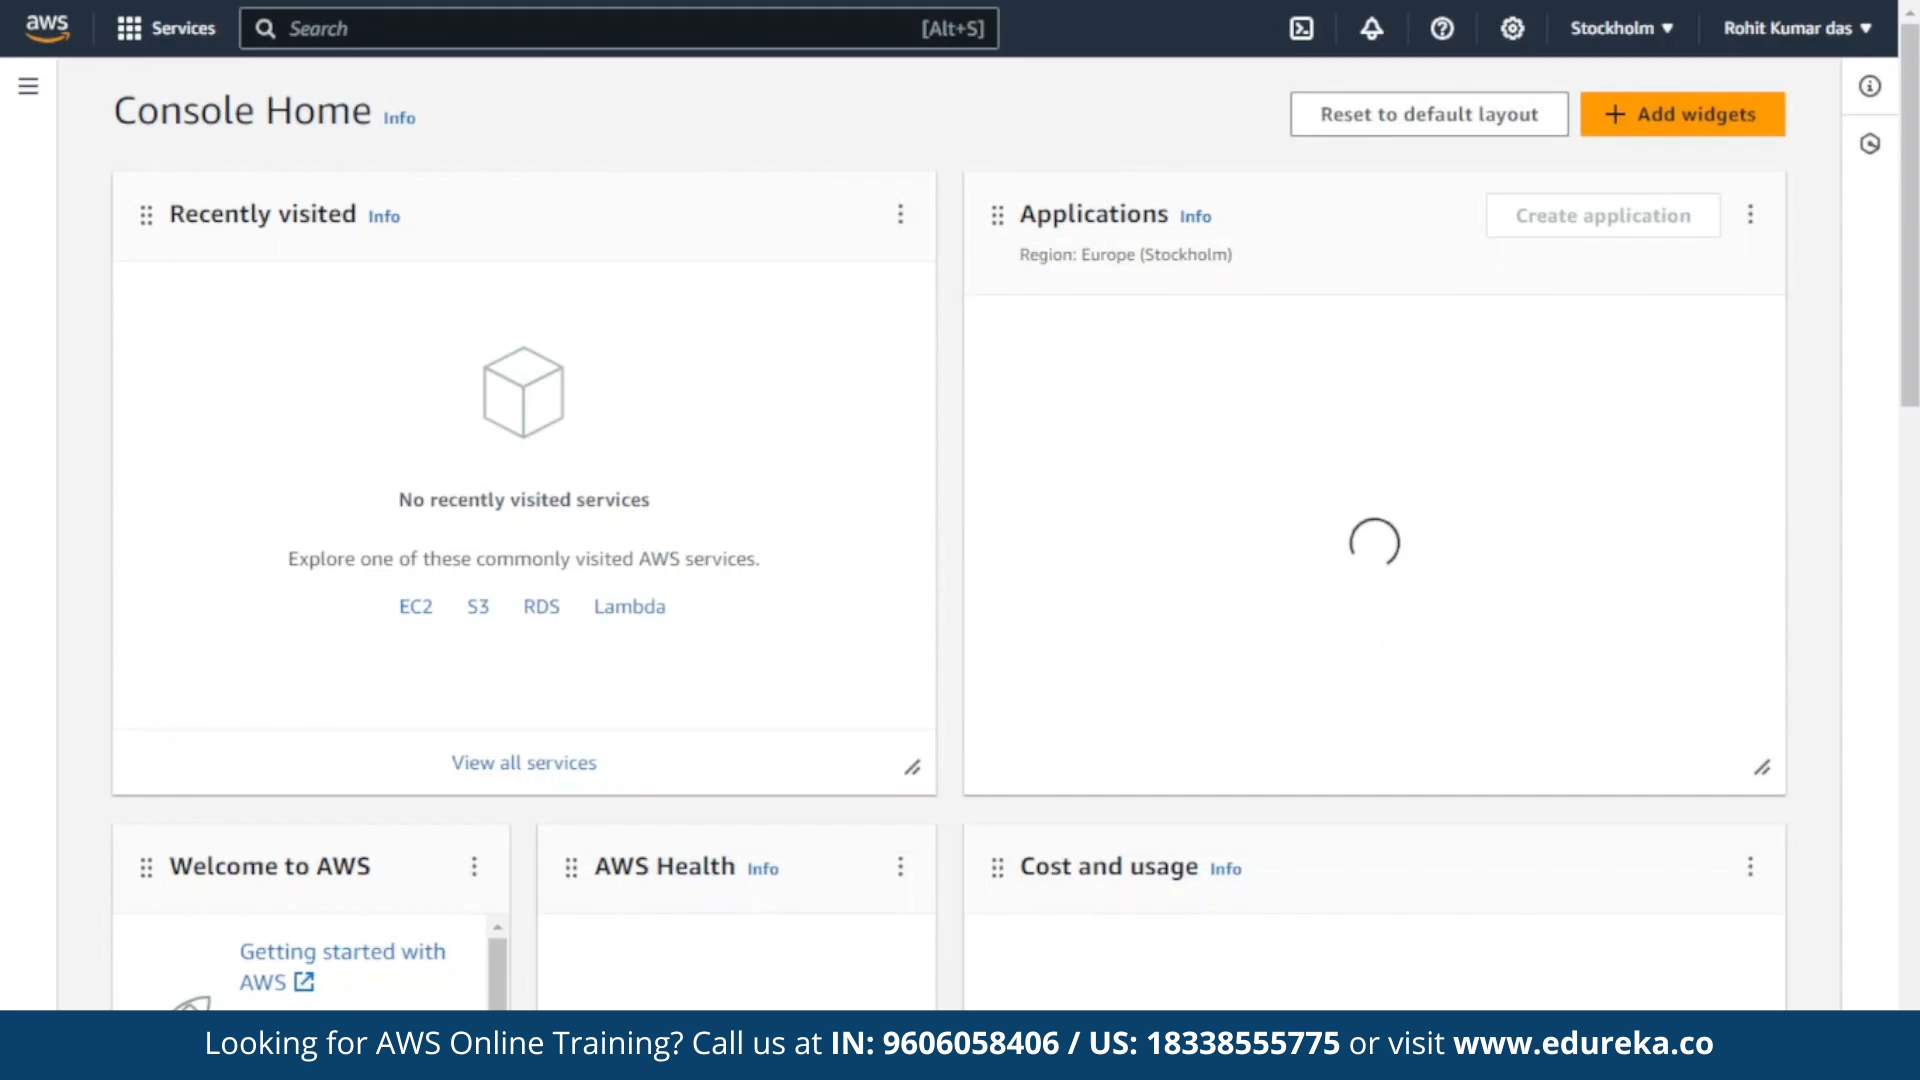 aws
Services
Search
[Alt+S]
Stockholm
Rohit Kumar das
Console Home Info
Reset to default layout
Add widgets
Recently visited Info
No recently visited services
Explore one of these commonly visited AWS services.
EC2 S3 RDS Lambda
View all services
Applications Info
Create application
Region: Europe (Stockholm)
Welcome to AWS
Getting started with
AWS
AWS Health Info
Cost and usage Info
Looking for AWS Online Training? Call us at IN: 9606058406 / US: 18338555775 or visit www.edureka.co